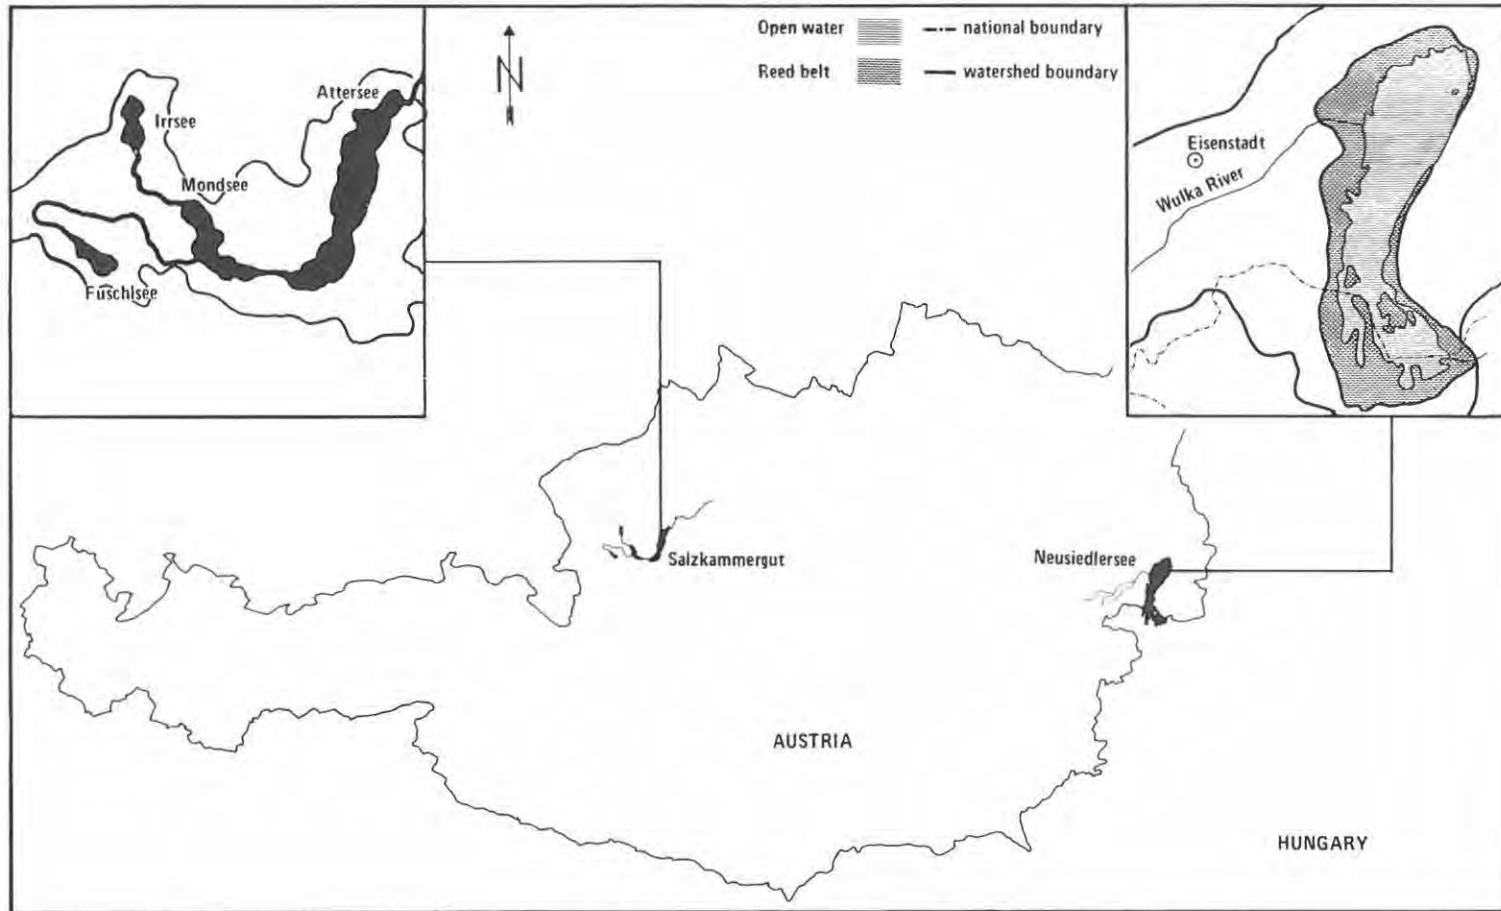 Open water
national boundary
Reed belt
watershed boundary
N
Attersee
Irrsee
Mondsee
Fuschlsee
Eisenstadt
Wulka River
Salzkammergut
Neusiedlersee
AUSTRIA
HUNGARY